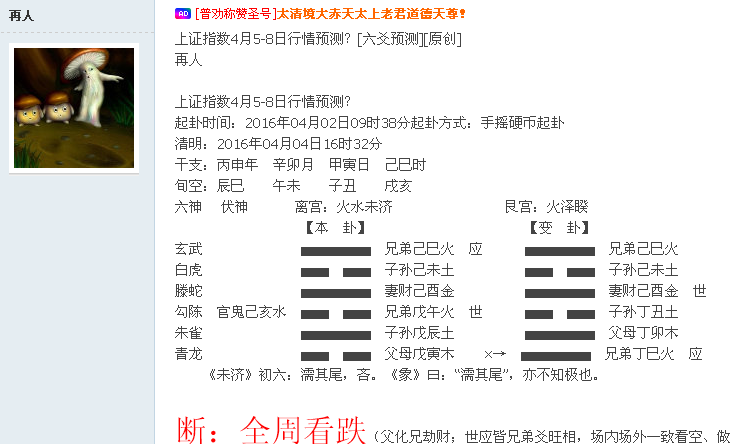 再人
AD [普劝称赞圣号]太清境大赤天太上老君道德天尊!
上证指数4月5-8日行情预测? [六爻预测][原创]
再人
上证指数4月5-8日行情预测?
起卦时间: 2016年04月02日09时38分起卦方式: 手摇硬币起卦
清明: 2016年04月04日16时32分
干支: 丙申年 辛卯月 甲寅日 己巳时
旬空: 辰巳 午未 子丑 戌亥
六神 伏神 离宫: 火水未济 艮宫: 火泽睽
【本 卦】 【变 卦】
玄武 兄弟己巳火 应 兄弟己巳火
白虎 子孙己未土 子孙己未土
螣蛇 妻财己酉金 妻财己酉金 世
勾陈 官鬼己亥水 兄弟戊午火 世 子孙丁丑土
朱雀 子孙戊辰土 父母丁卯木
青龙 父母戊寅木 ×→ 兄弟丁巳火 应
《未济》初六: 濡其尾, 吝。《象》曰: “濡其尾”, 亦不知极也。
断: 全周看跌 (父化兄劫财; 世应皆兄弟爻旺相, 场内场外一致看空、做